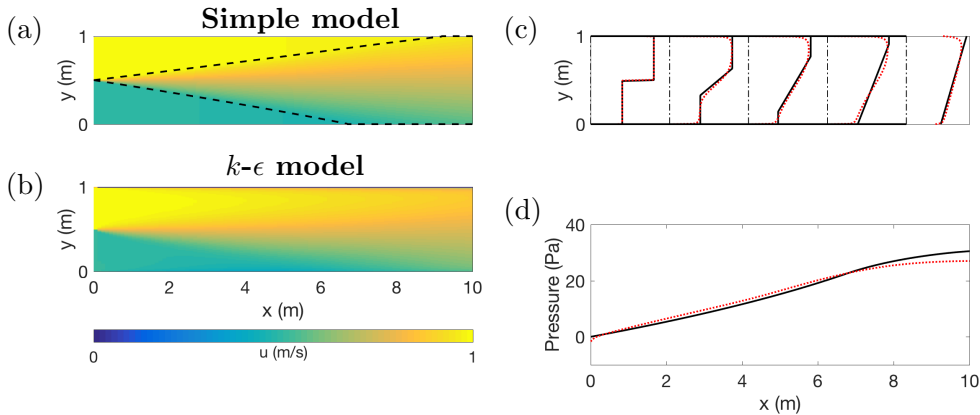 (a)
Simple model
1
y (m)
0
(b)
k-ϵ model
1
y (m)
0
0 2 4 6 8 10
x (m)
0 1
u (m/s)
(c)
1
y (m)
0
(d)
40
20
0
Pressure (Pa)
0 2 4 6 8 10
x (m)